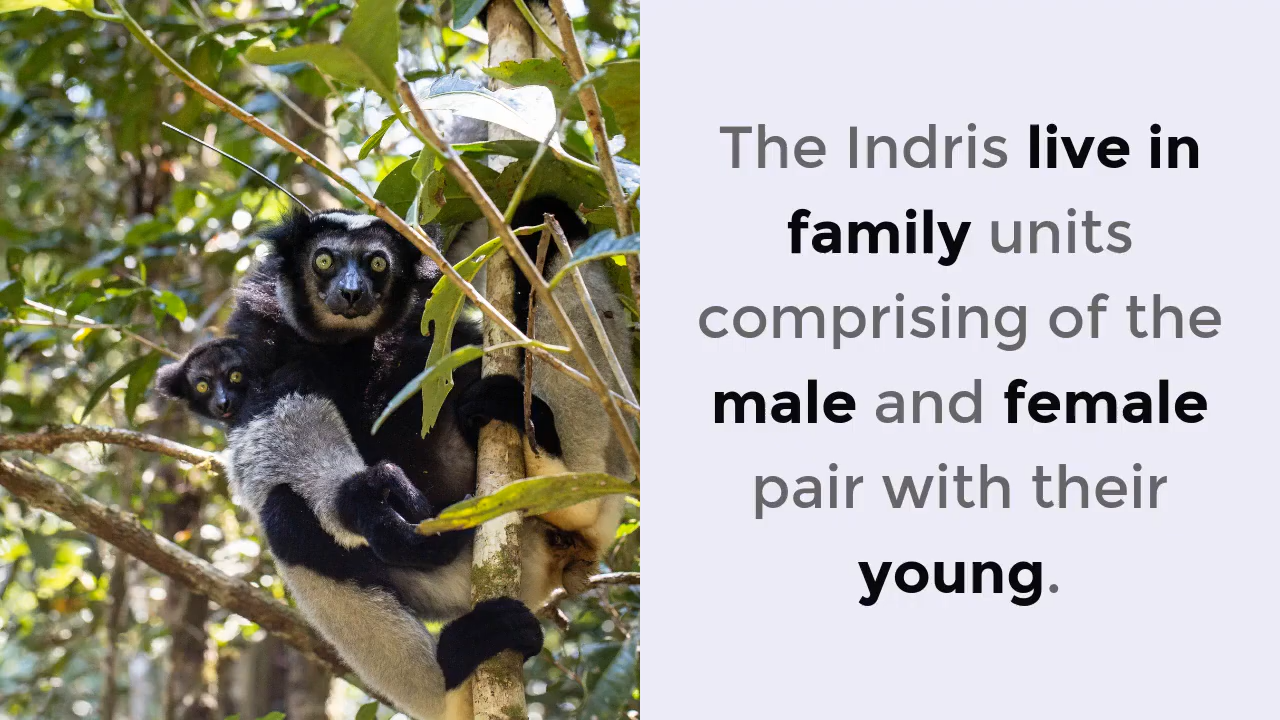 The Indris live in
family units
comprising of the
male and female
pair with their
young.